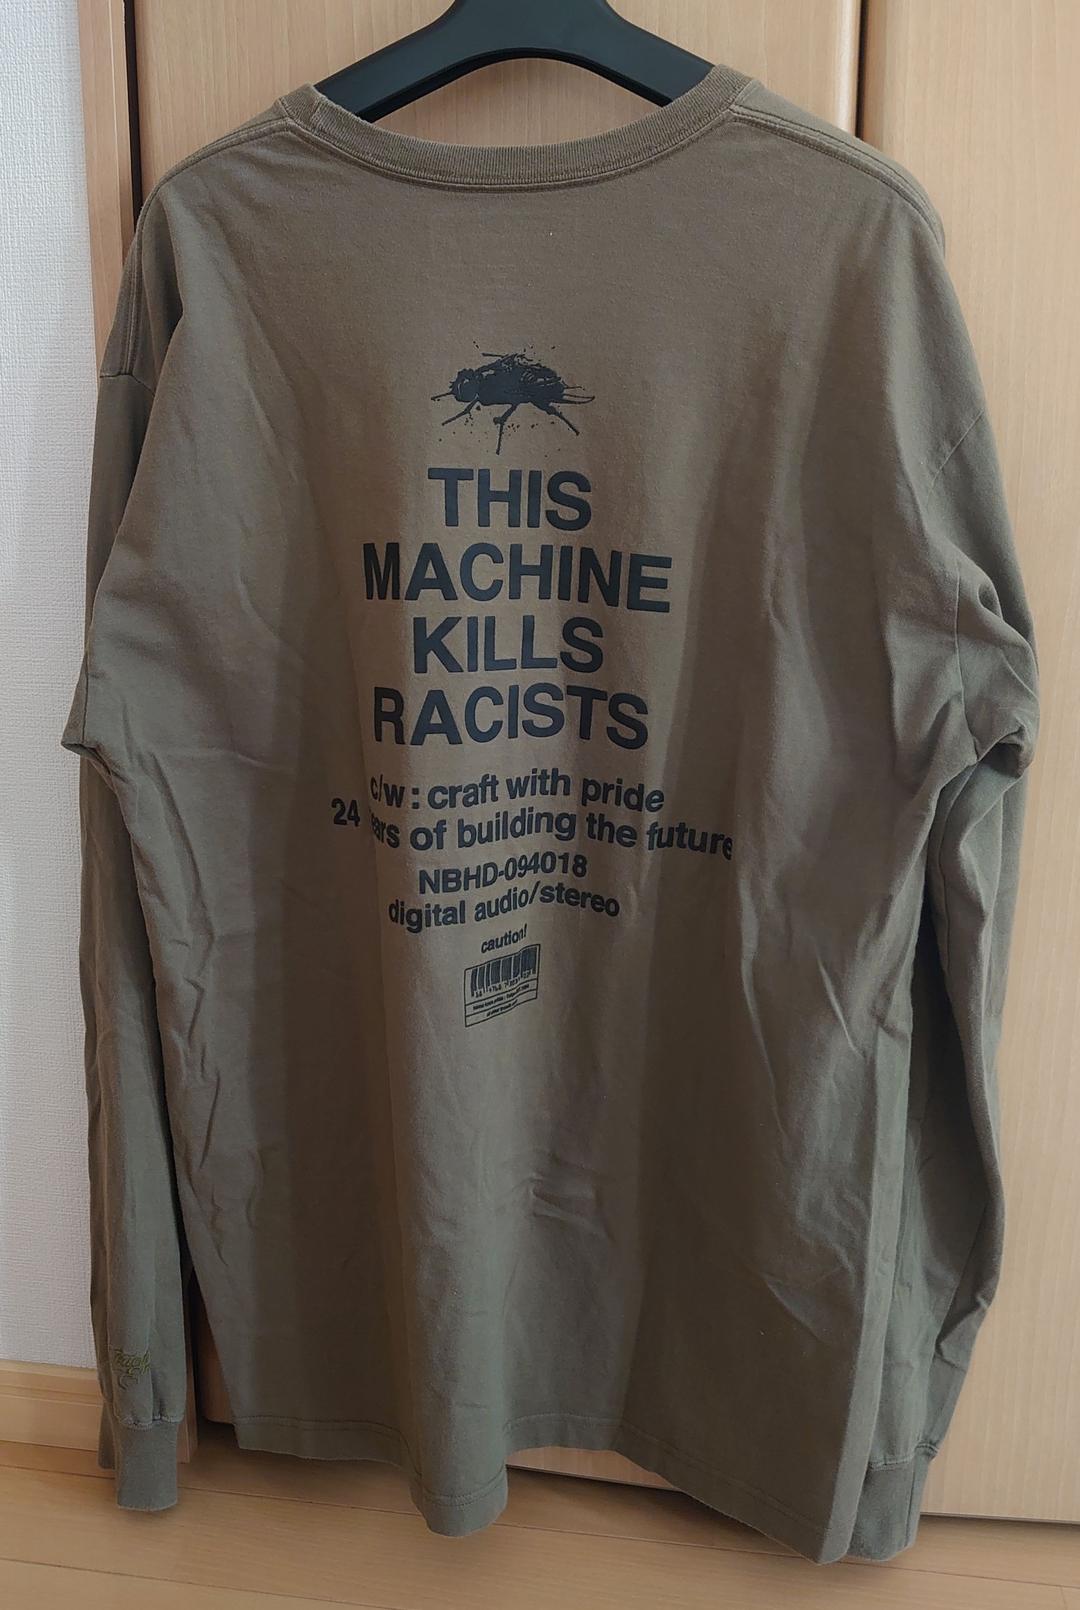 THIS
MACHINE
KILLS
RACISTS
c/w : craft with pride
24 ears of building the future
NBHD-094018
digital audio/stereo
caution!